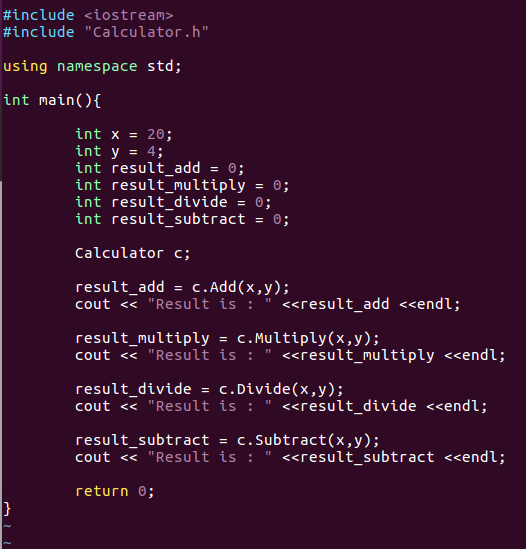 #include <iostream>
#include "Calculator.h"
using namespace std;
int main(){
int x = 20;
int y = 4;
int result_add = 0;
int result_multiply = 0;
int result_divide = 0;
int result_subtract = 0;
Calculator c;
result_add = c.Add(x,y);
cout << "Result is : " <<result_add <<endl;
result_multiply = c.Multiply(x,y);
cout << "Result is : " <<result_multiply <<endl;
result_divide = c.Divide(x,y);
cout << "Result is : " <<result_divide <<endl;
result_subtract = c.Subtract(x,y);
cout << "Result is : " <<result_subtract <<endl;
return 0;
}
~
~